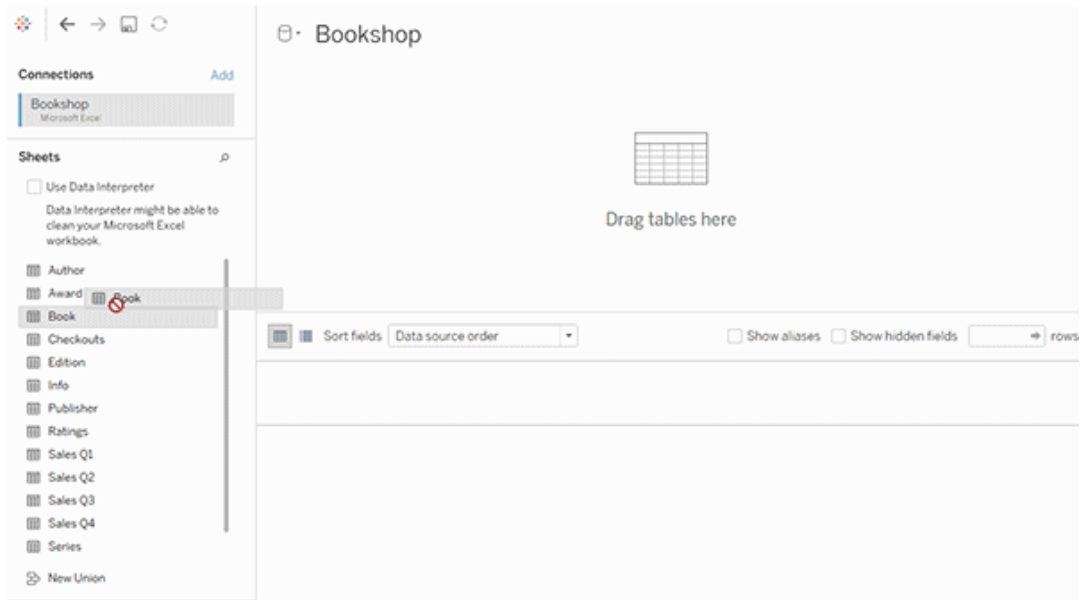 Bookshop
Connections
Add
Bookshop
Microsoft Excel
Sheets
Use Data Interpreter
Data Interpreter might be able to
clean your Microsoft Excel
workbook.
Author
Award
Book
Book
Checkouts
Edition
Info
Publisher
Ratings
Sales Q1
Sales Q2
Sales Q3
Sales Q4
Series
New Union
Drag tables here
Sort fields
Data source order
Show aliases
Show hidden fields
rows